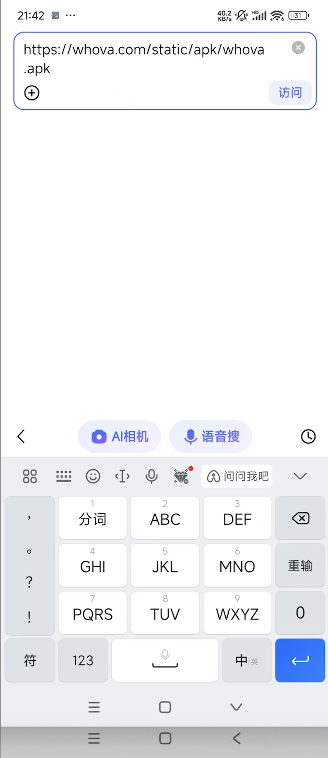 21:42 ... 40.2 KB/s HD 31
https://whova.com/static/apk/whova
.apk
访问
AI相机 语音搜
问问我吧
， 1 分词 2 ABC 3 DEF
。 4 GHI 5 JKL 6 MNO 重输
？
！ 7 PQRS 8 TUV 9 WXYZ 0
符 123 中/英